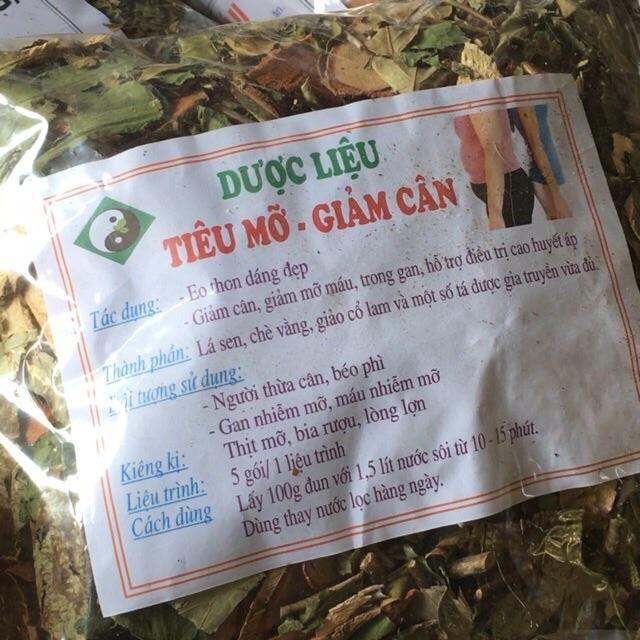 DƯỢC LIỆU
TIÊU MỠ - GIẢM CÂN
Tác dụng: - Eo thon dáng đẹp
- Giảm cân, giảm mỡ máu, trong gan, hỗ trợ điều trị cao huyết áp
Thành phần: Lá sen, chè vằng, giảo cổ lam và một số tá dược gia truyền vừa đủ.
Đối tượng sử dụng:
- Người thừa cân, béo phì
- Gan nhiễm mỡ, máu nhiễm mỡ
Kiêng kị: Thịt mỡ, bia rượu, lòng lợn
Liệu trình: 5 gói/ 1 liệu trình
Cách dùng Lấy 100g đun với 1.5 lít nước sôi từ 10 - 15 phút.
Dùng thay nước lọc hàng ngày.